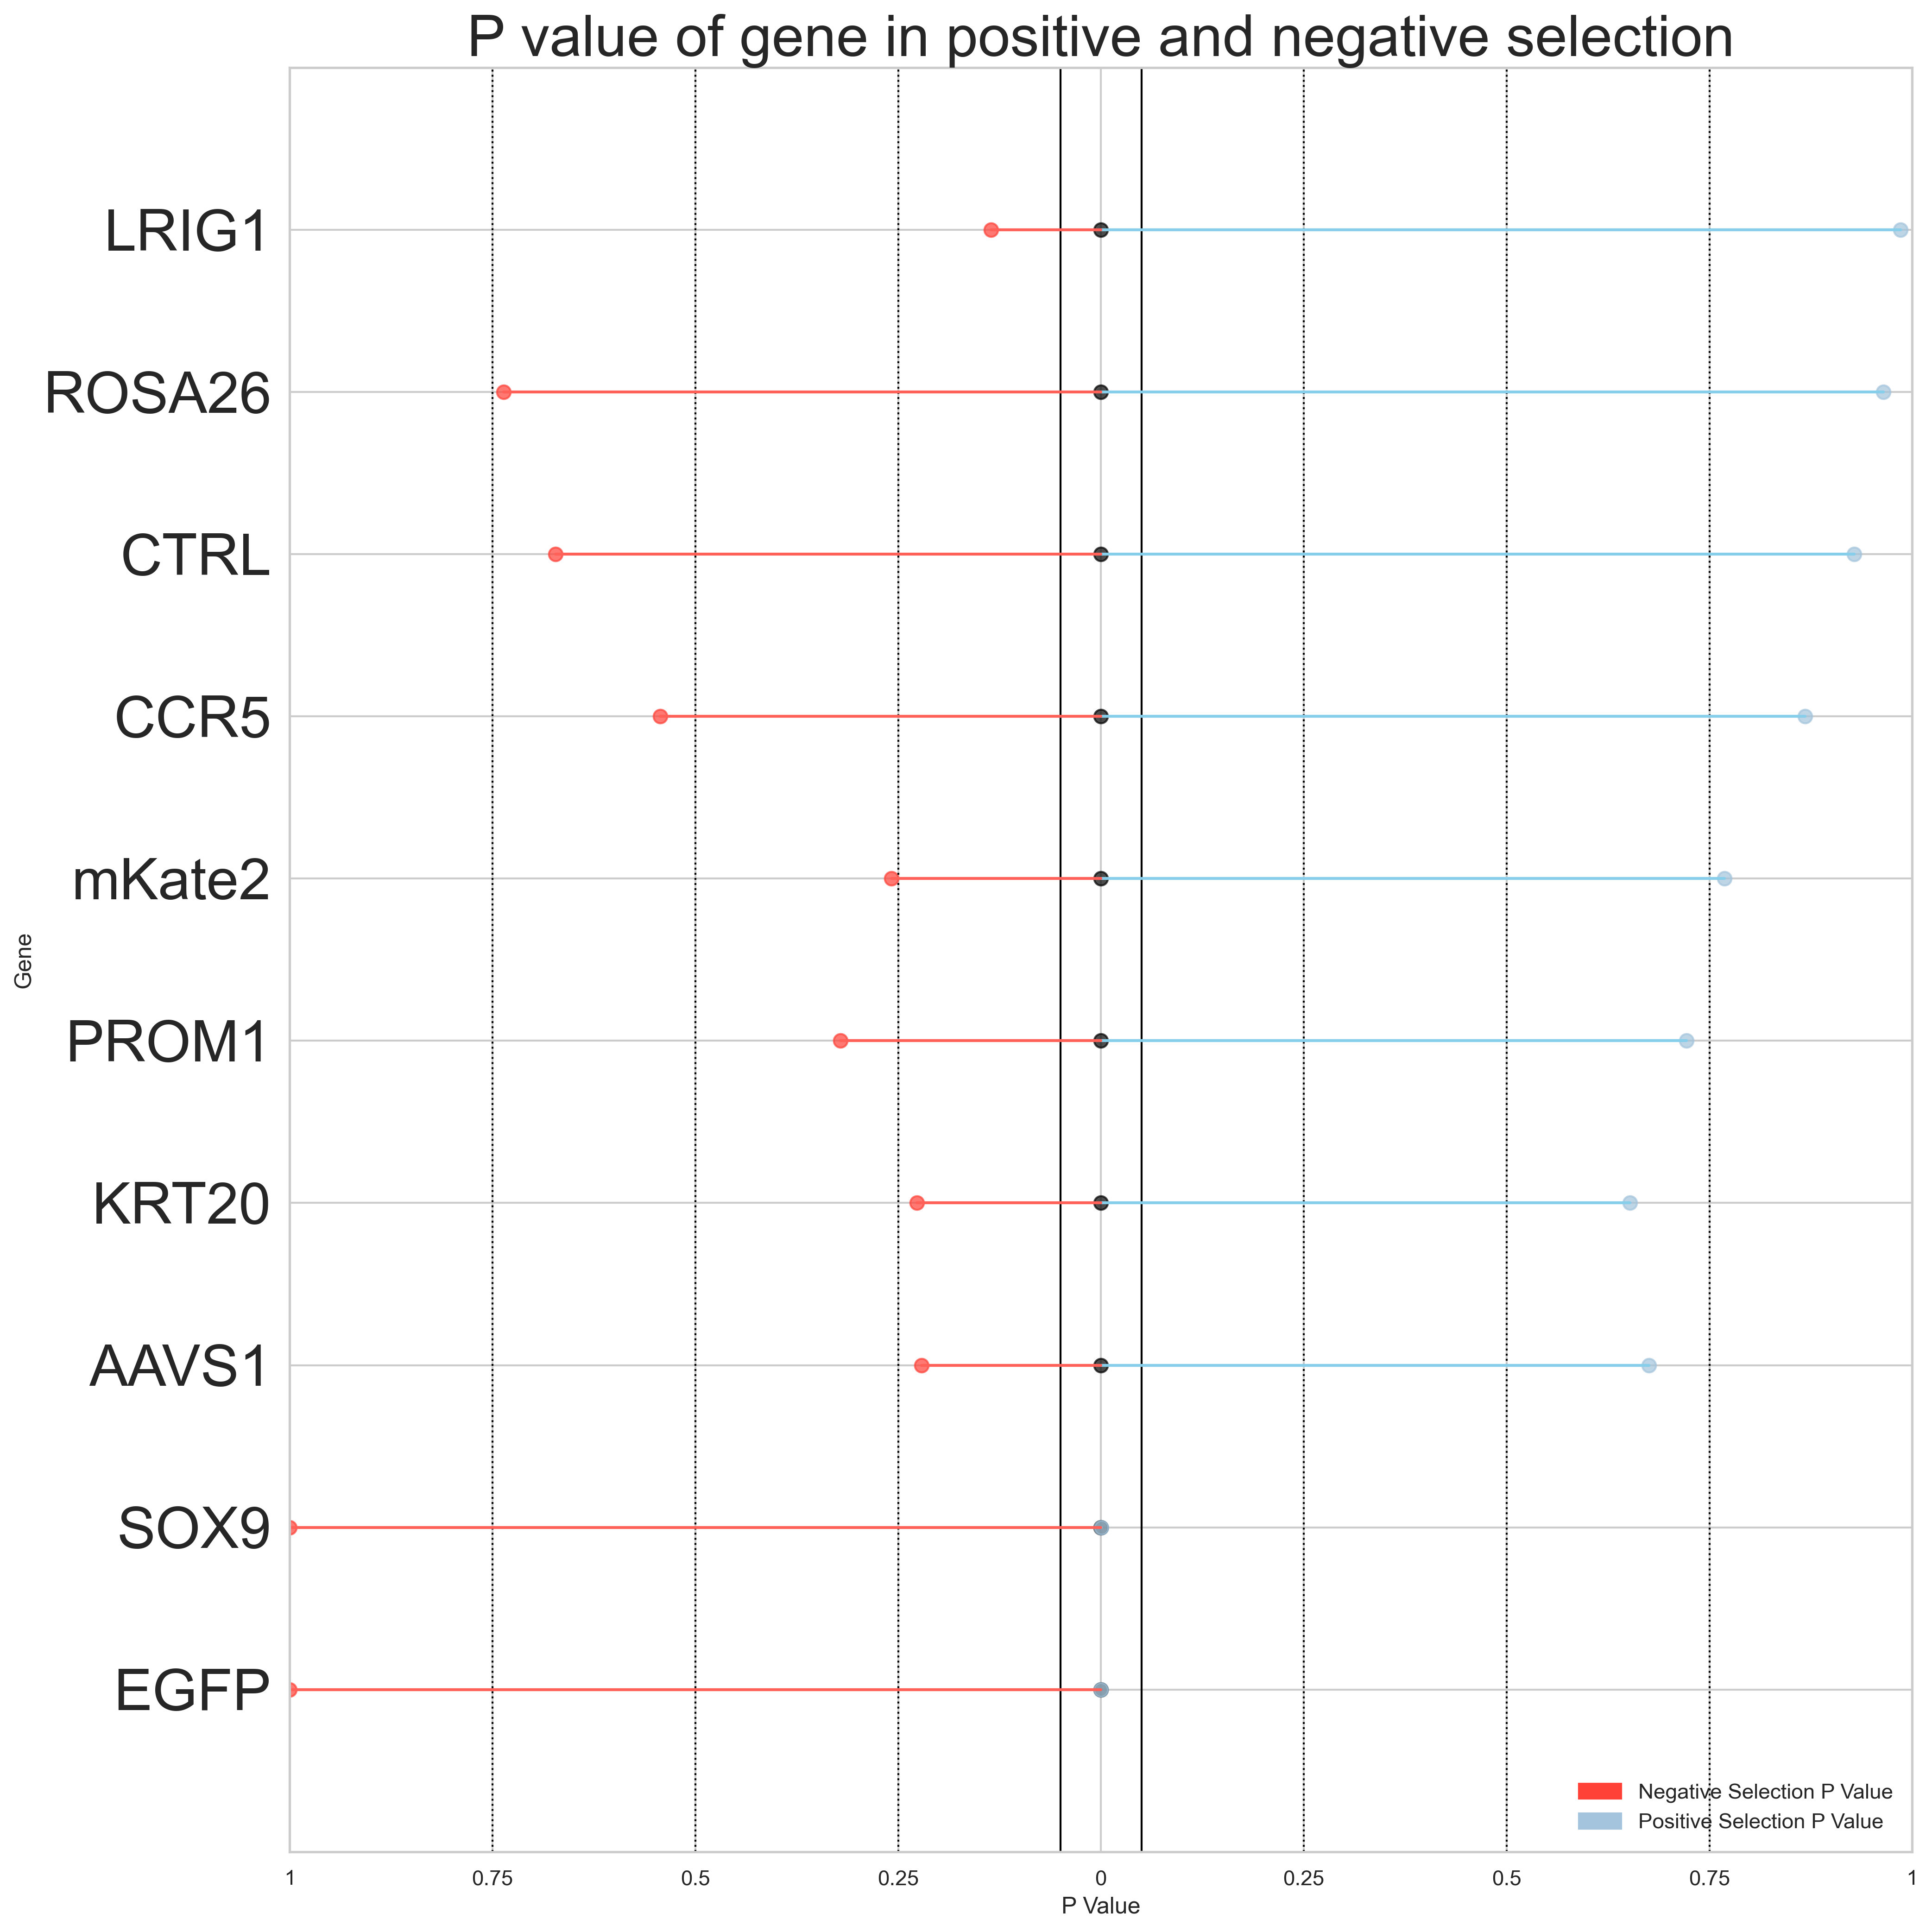 P value of gene in positive and negative selection
LRIG1
ROSA26
CTRL
CCR5
mKate2
PROM1
KRT20
AAVS1
SOX9
EGFP
Gene
Negative Selection P Value
Positive Selection P Value
1 0.75 0.5 0.25 0 0.25 0.5 0.75 1
P Value